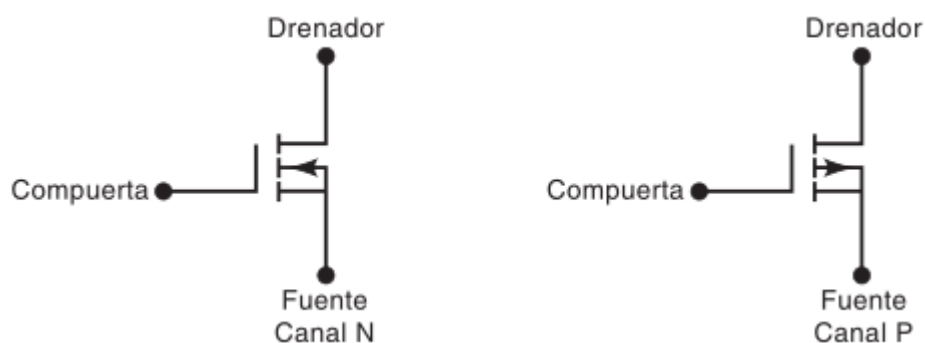 Drenador
Compuerta
Fuente
Canal N
Drenador
Compuerta
Fuente
Canal P